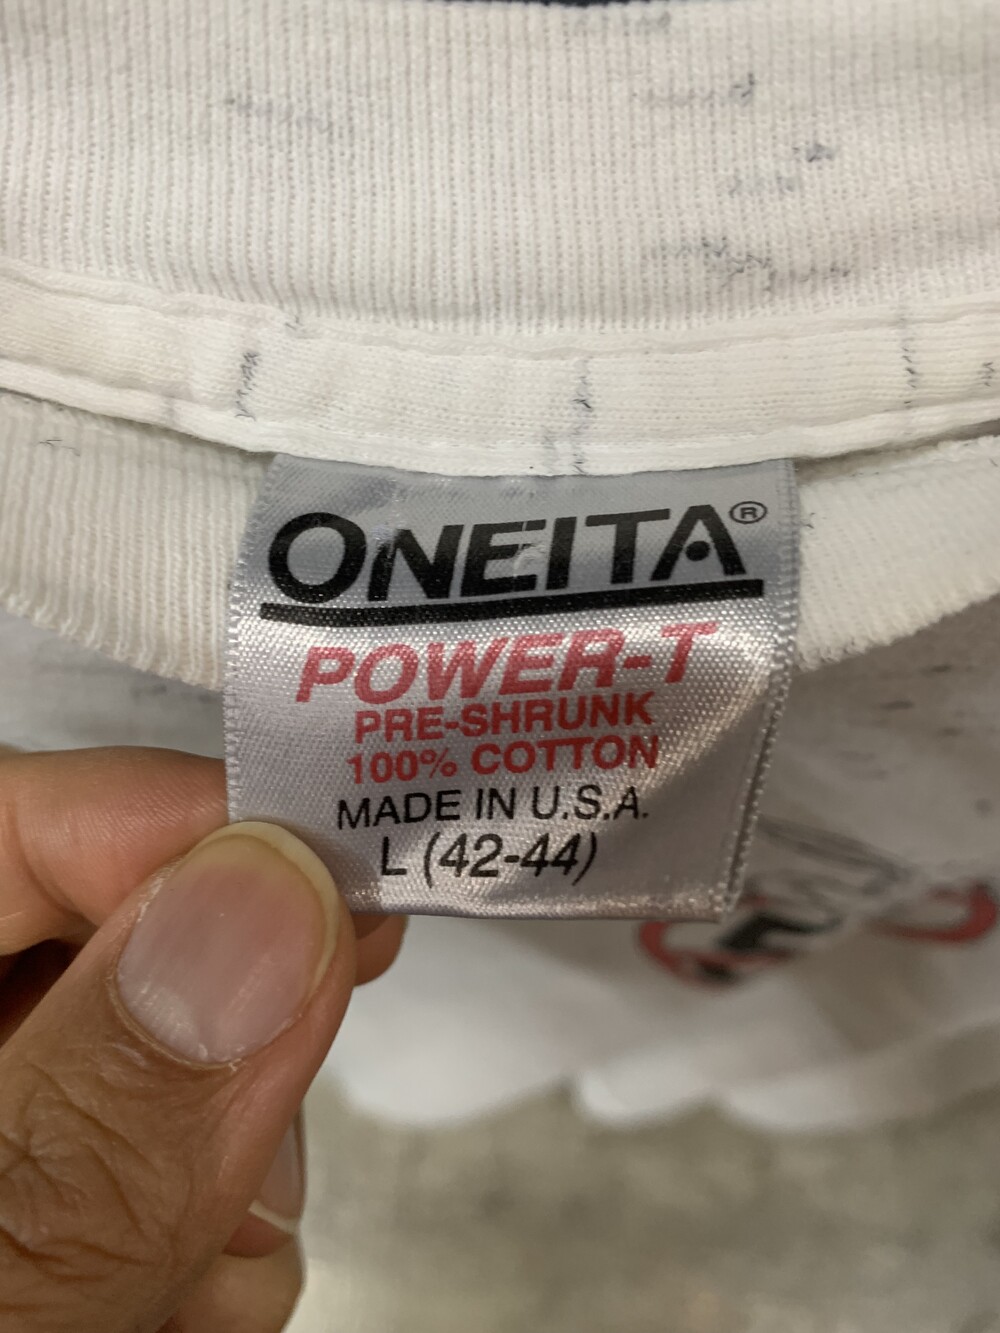 ONEITA®
POWER-T
PRE-SHRUNK
100% COTTON
MADE IN U.S.A.
L (42-44)